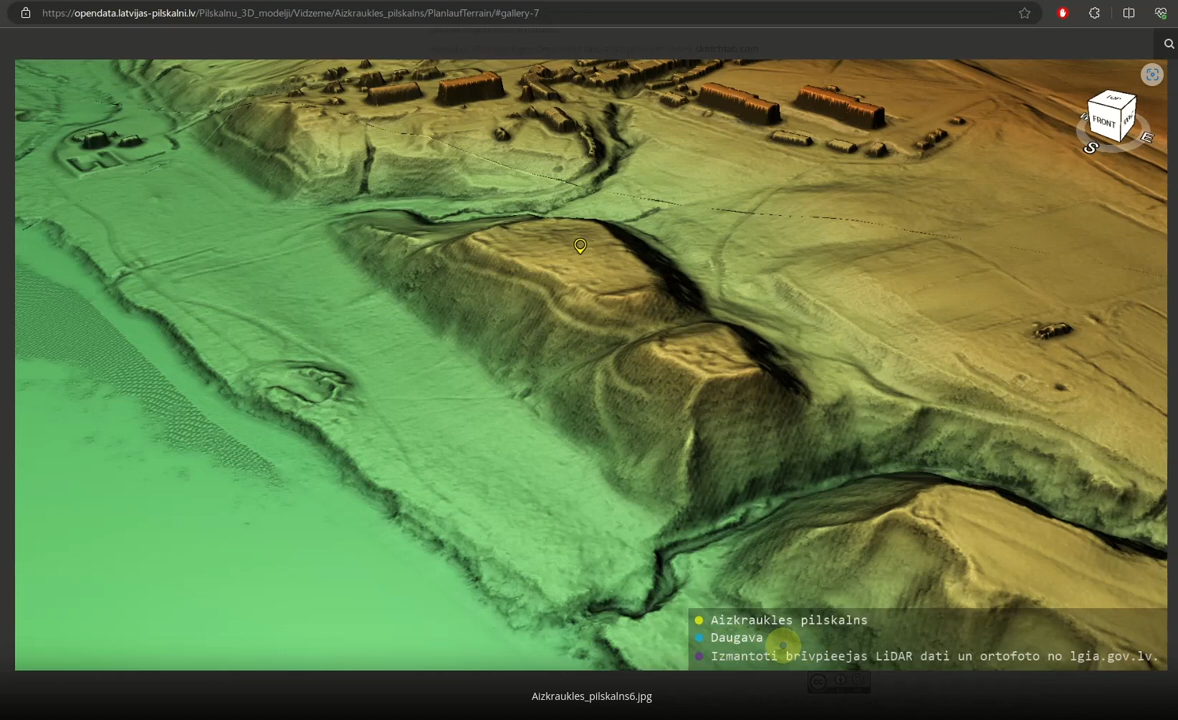 https://opendata.latvijas-pilskalni.lv/Pilskalnu_3D_modelji/Vidzeme/Aizkraukles_pilskalns/PlanlaufTerrain/#gallery-7
TOP
FRONT
S
E
Aizkraukles pilskalns
Daugava
Izmantoti brīvpieejas LiDAR dati un ortofoto no lgia.gov.lv.
Aizkraukles_pilskalns6.jpg